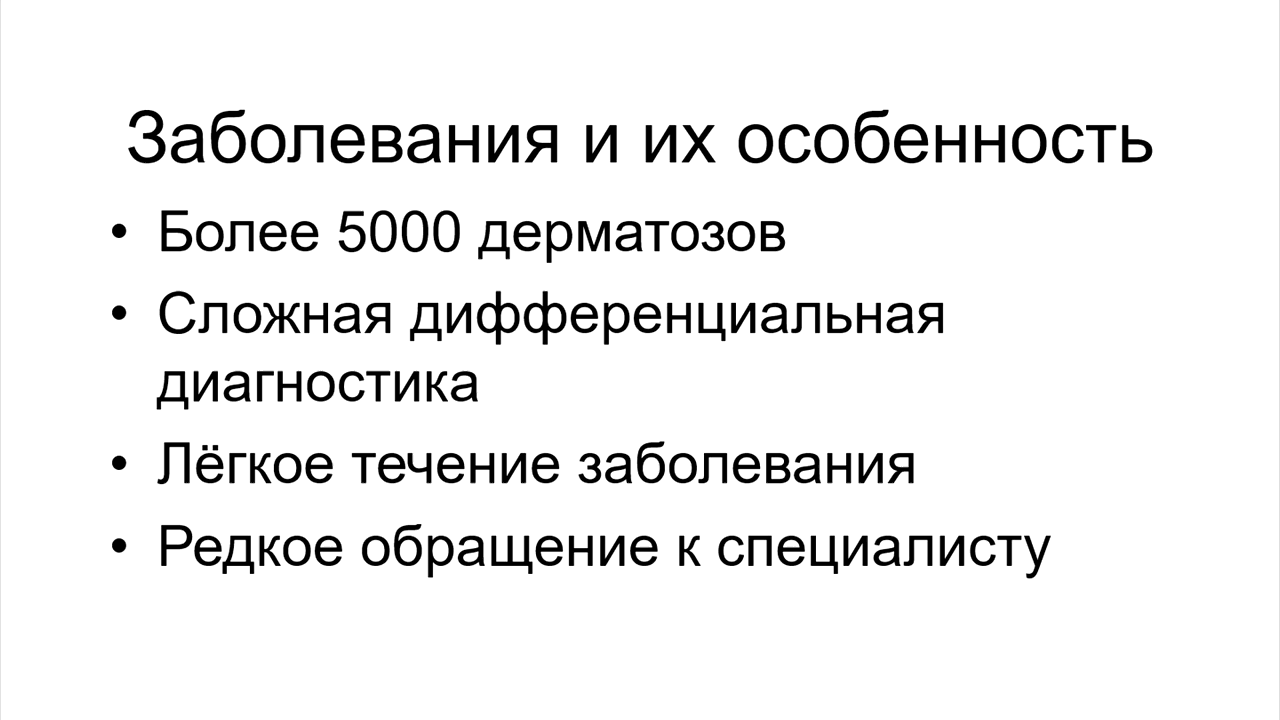 Заболевания и их особенность
• Более 5000 дерматозов
• Сложная дифференциальная
диагностика
• Лёгкое течение заболевания
• Редкое обращение к специалисту